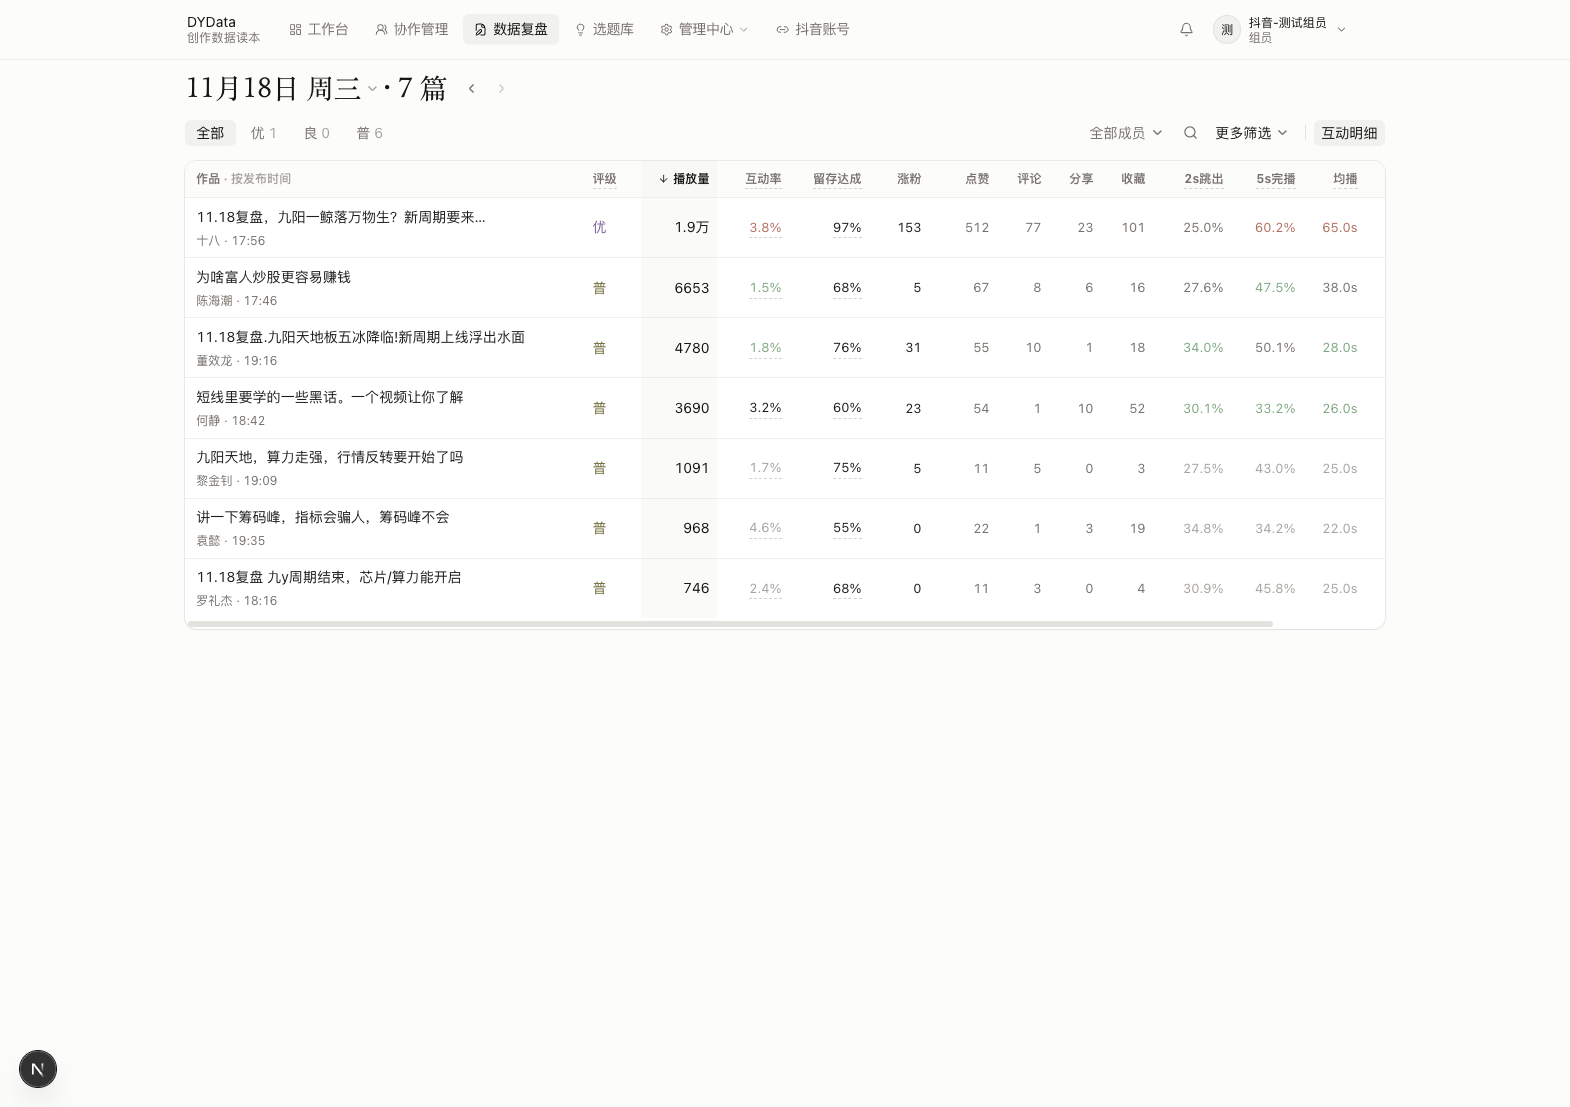 DYData
创作数据读本
工作台 协作管理 数据复盘 选题库 管理中心 抖音账号
测 抖音-测试组员
组员
11月18日 周三 · 7 篇
全部 优 1 良 0 普 6 全部成员 更多筛选 互动明细
作品 · 按发布时间 评级 ↓ 播放量 互动率 留存达成 涨粉 点赞 评论 分享 收藏 2s跳出 5s完播 均播
11.18复盘，九阳一鲸落万物生？新周期要来...
十八 · 17:56
优 1.9万 3.8% 97% 153 512 77 23 101 25.0% 60.2% 65.0s
为啥富人炒股更容易赚钱
陈海潮 · 17:46
普 6653 1.5% 68% 5 67 8 6 16 27.6% 47.5% 38.0s
11.18复盘.九阳天地板五冰降临!新周期上线浮出水面
董效龙 · 19:16
普 4780 1.8% 76% 31 55 10 1 18 34.0% 50.1% 28.0s
短线里要学的一些黑话。一个视频让你了解
何静 · 18:42
普 3690 3.2% 60% 23 54 1 10 52 30.1% 33.2% 26.0s
九阳天地，算力走强，行情反转要开始了吗
黎金钊 · 19:09
普 1091 1.7% 75% 5 11 5 0 3 27.5% 43.0% 25.0s
讲一下筹码峰，指标会骗人，筹码峰不会
袁懿 · 19:35
普 968 4.6% 55% 0 22 1 3 19 34.8% 34.2% 22.0s
11.18复盘 九y周期结束，芯片/算力能开启
罗礼杰 · 18:16
普 746 2.4% 68% 0 11 3 0 4 30.9% 45.8% 25.0s
N